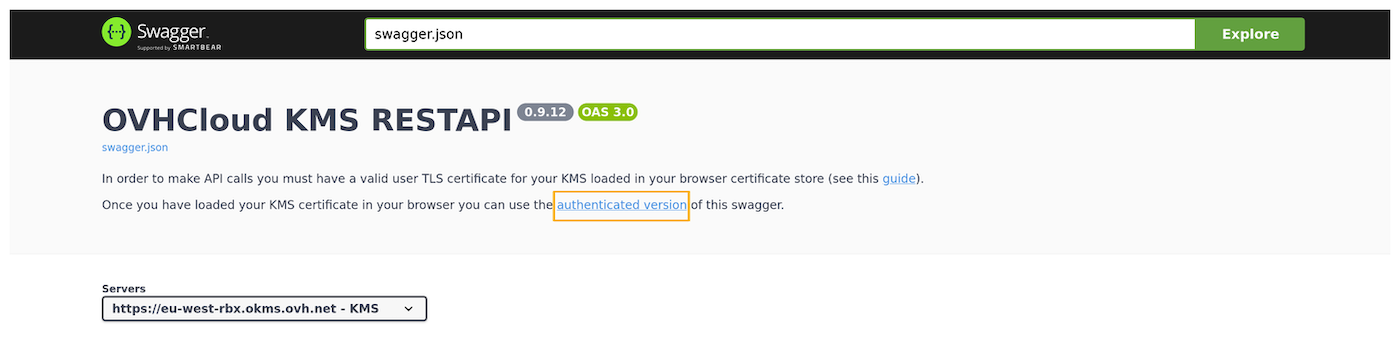 Swagger.
Supported by SMARTBEAR
swagger.json
Explore
OVHCloud KMS RESTAPI 0.9.12 OAS 3.0
swagger.json
In order to make API calls you must have a valid user TLS certificate for your KMS loaded in your browser certificate store (see this guide).
Once you have loaded your KMS certificate in your browser you can use the authenticated version of this swagger.
Servers
https://eu-west-rbx.okms.ovh.net - KMS